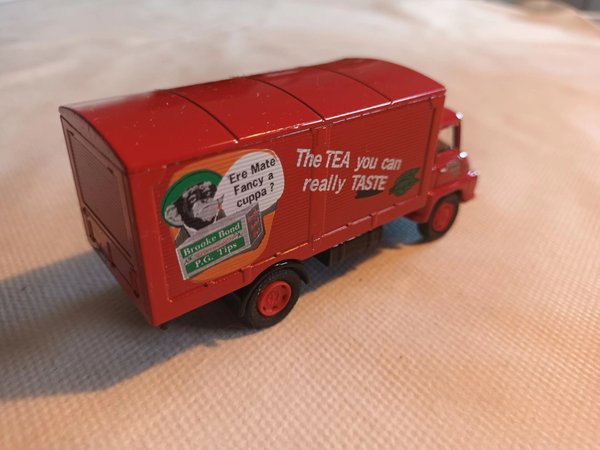 Ere Mate
Fancy a
cuppa ?
Brooke Bond
P.G. Tips
The TEA you can
really TASTE